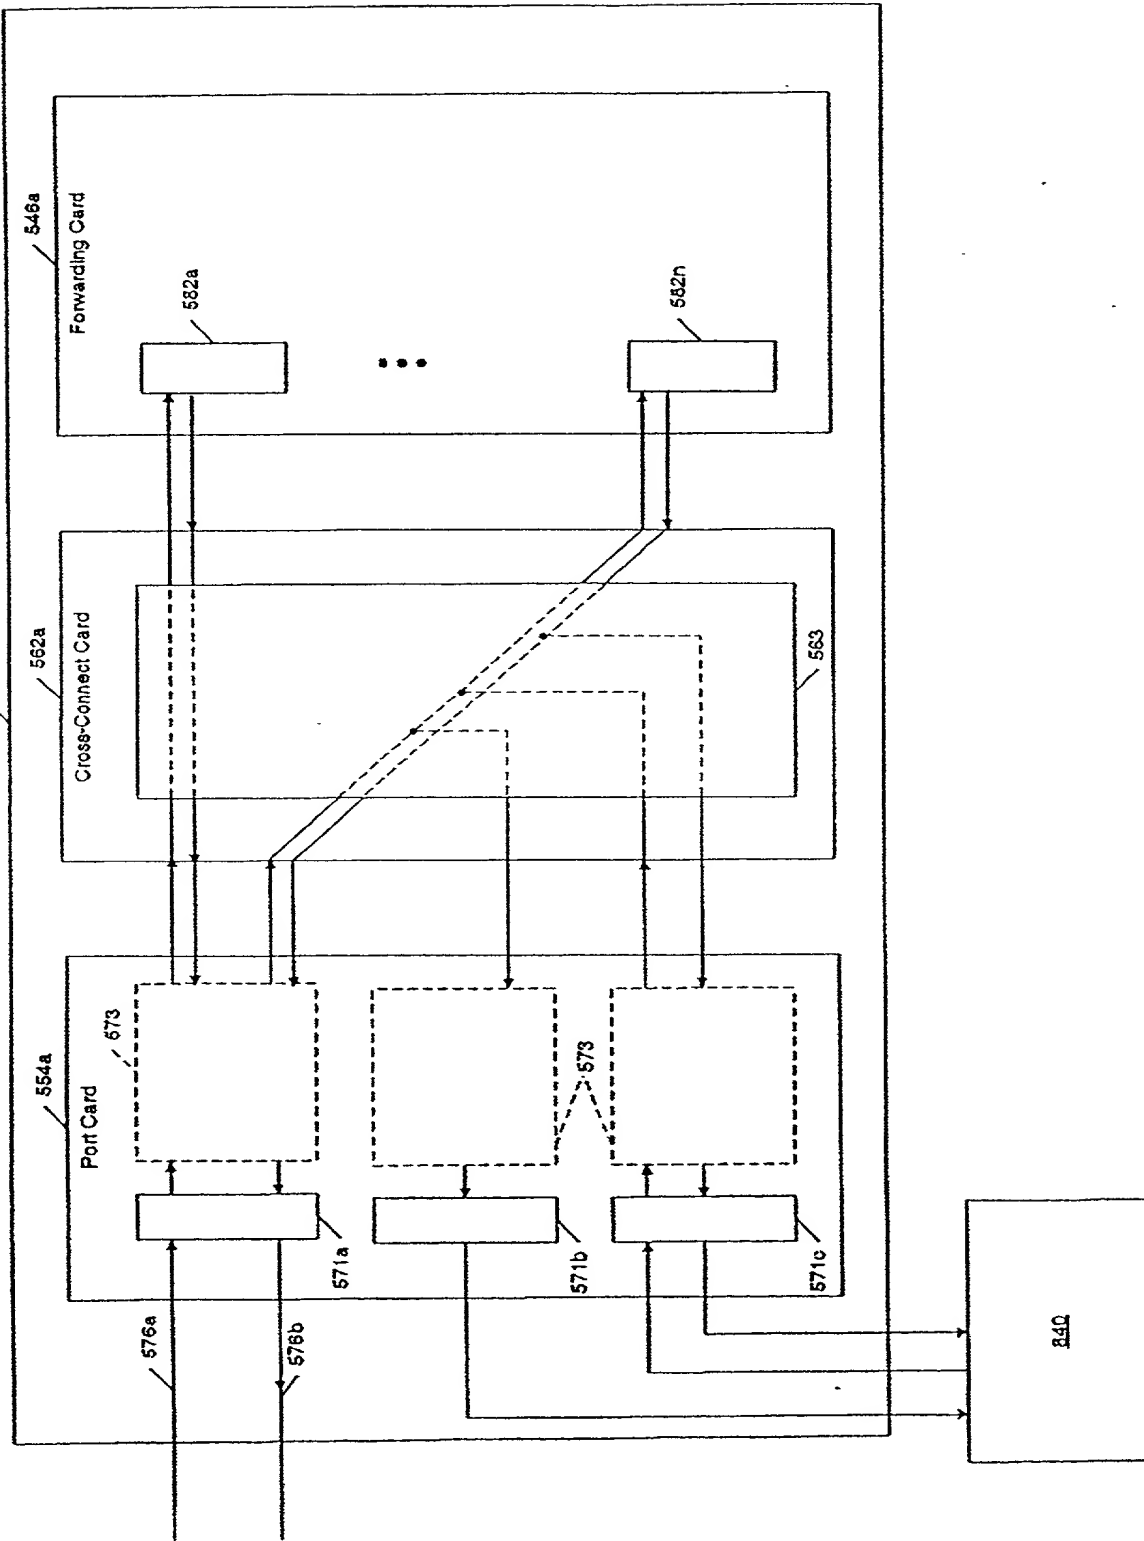 546a
Forwarding Card
582a
582n
562a
Cross-Connect Card
563
554a
Port Card
573
573
571a
571b
571c
576a
576b
840